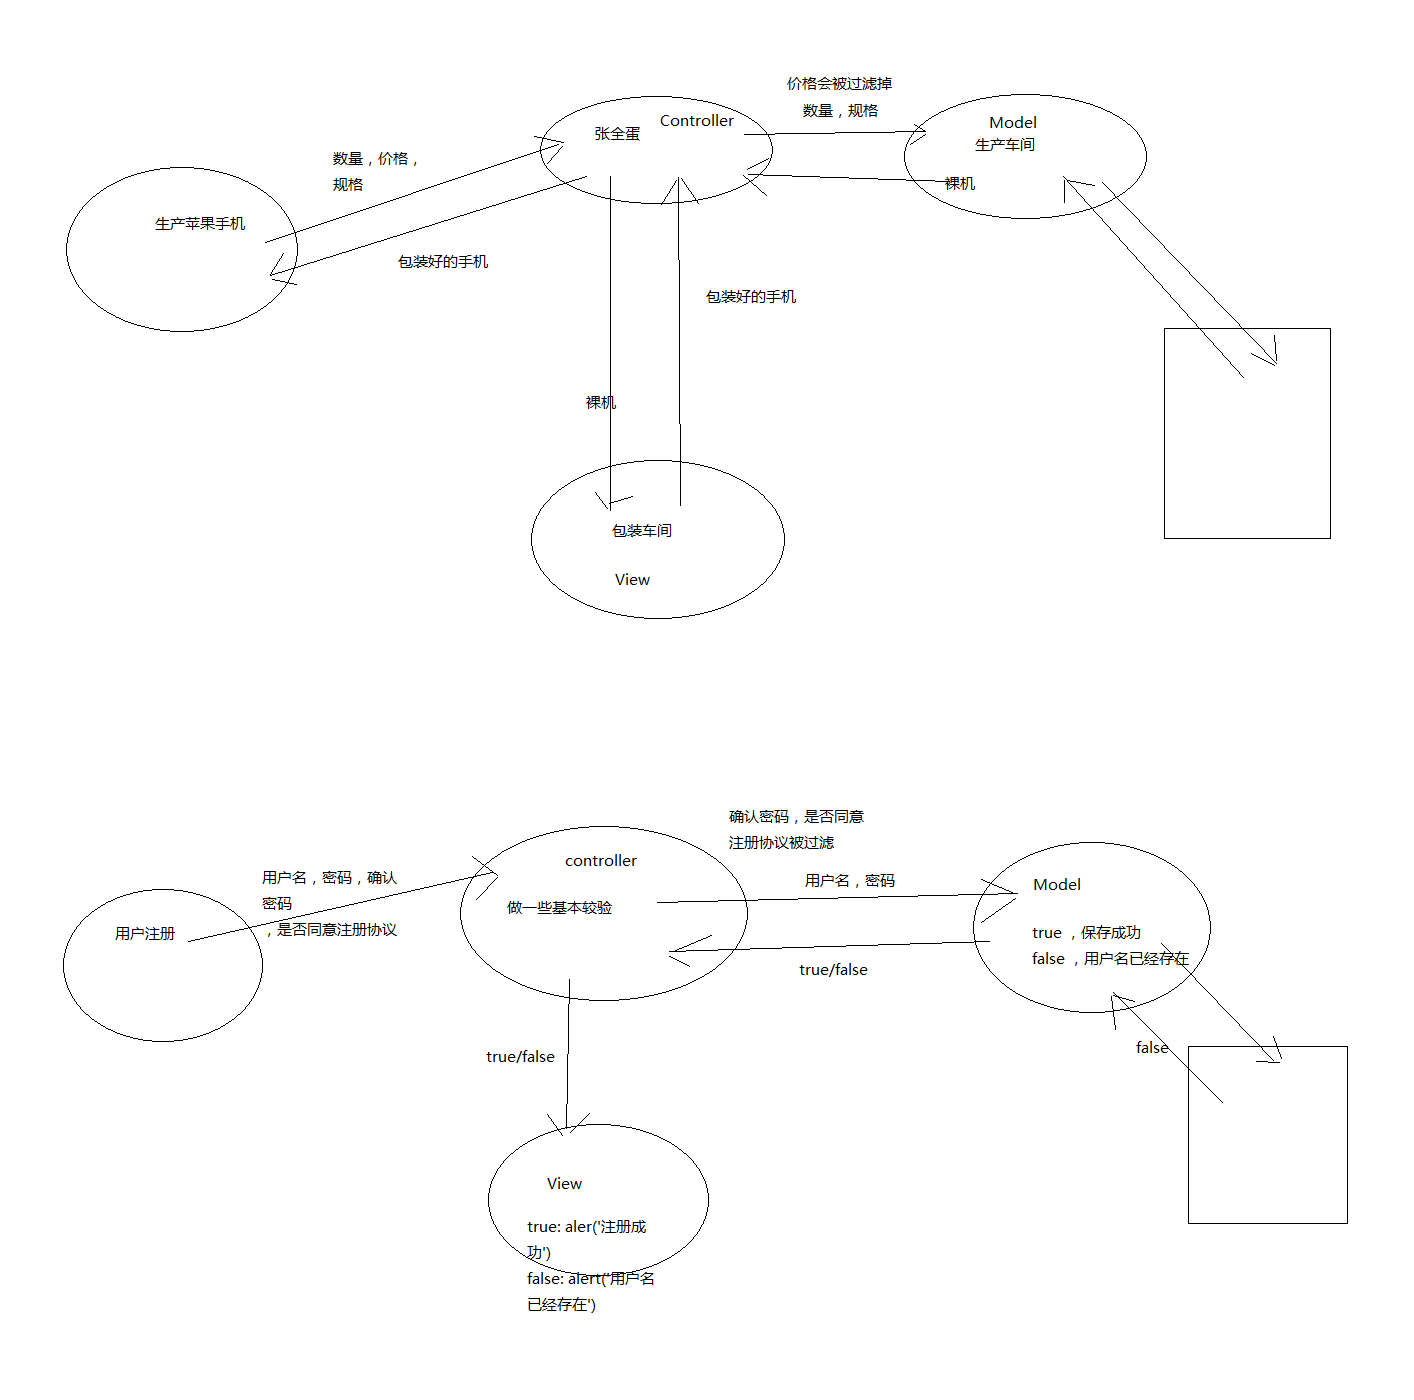 价格会被过滤掉
数量，规格
张全蛋
Controller
Model
生产车间
数量，价格，
规格
裸机
生产苹果手机
包装好的手机
包装好的手机
裸机
包装车间
View
确认密码，是否同意
注册协议被过滤
controller
用户名，密码，确认
密码
，是否同意注册协议
用户名，密码
Model
做一些基本较验
用户注册
true ，保存成功
false ，用户名已经存在
true/false
true/false
false
View
true: aler('注册成
功')
false: alert('用户名
已经存在')